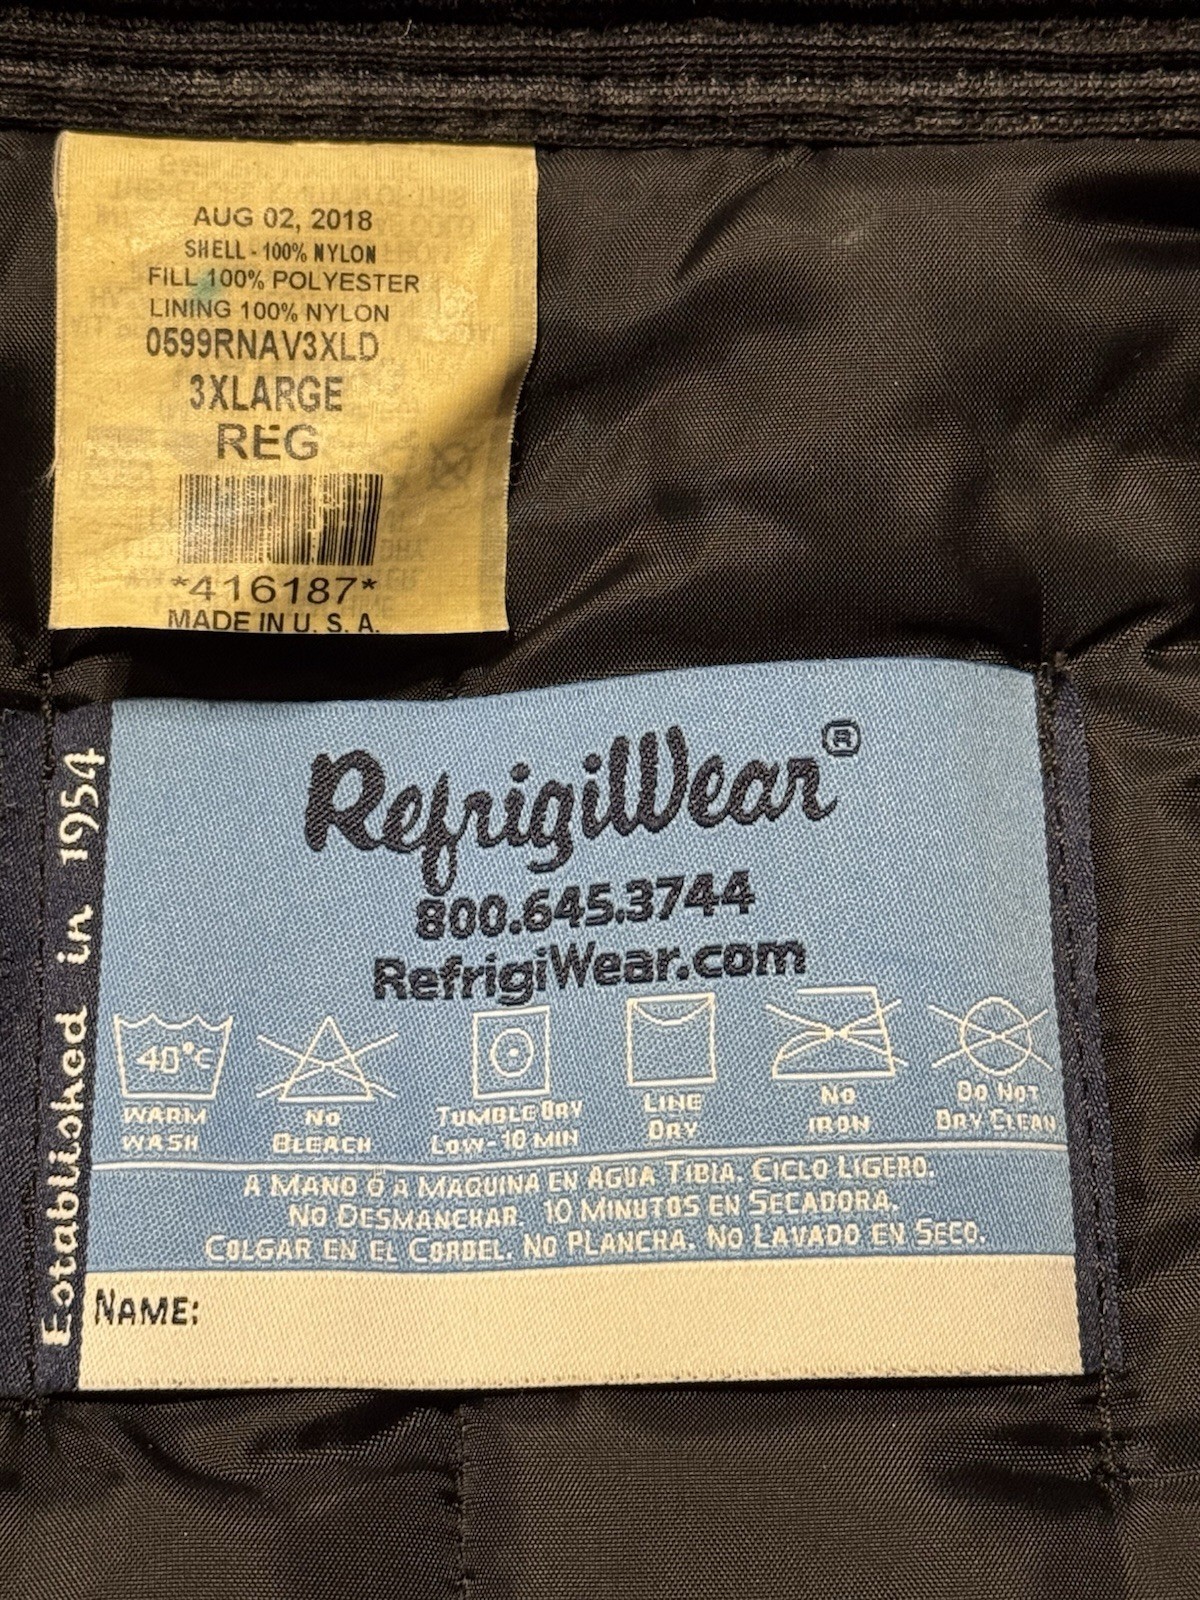 AUG 02, 2018
SHELL - 100% NYLON
FILL 100% POLYESTER
LINING 100% NYLON
0599RNAV3XLD
3XLARGE
REG
*416187*
MADE IN U. S. A.
Established in 1954
RefrigiWear®
800.645.3744
RefrigiWear.com
40°C
WARM WASH
NO BLEACH
TUMBLE DRY LOW-10 MIN
LINE DRY
NO IRON
DO NOT DRY CLEAN
A MANO Ó A MAQUINA EN AGUA TIBIA. CICLO LIGERO.
NO DESMANCHAR. 10 MINUTOS EN SECADORA.
COLGAR EN EL CORDEL. NO PLANCHA. NO LAVADO EN SECO.
NAME: